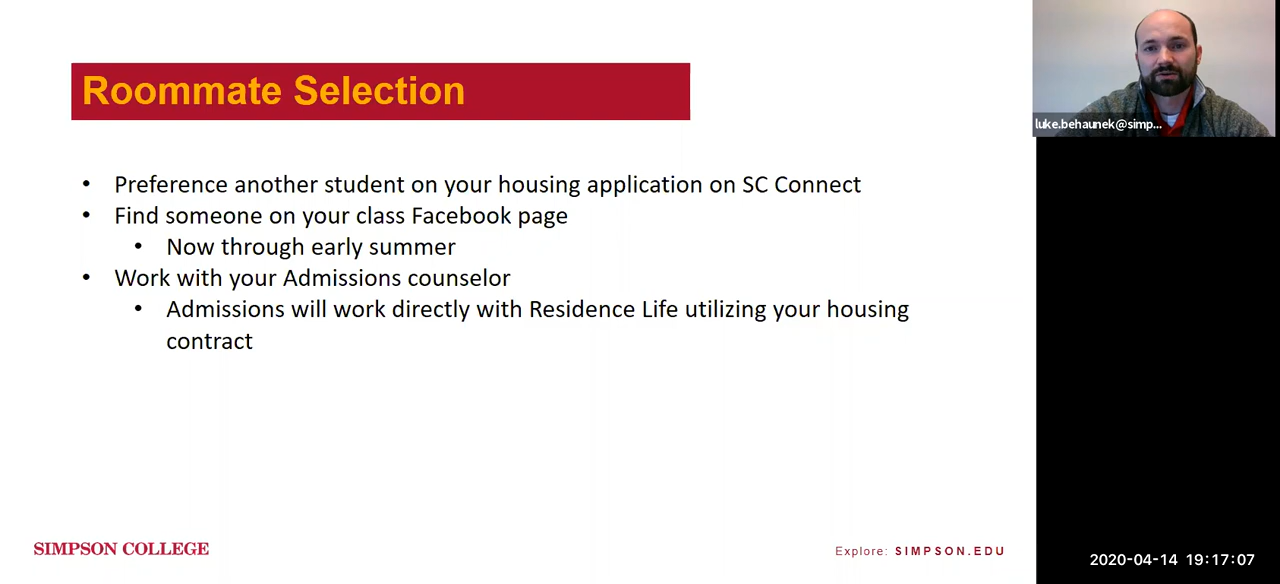 Roommate Selection
• Preference another student on your housing application on SC Connect
• Find someone on your class Facebook page
• Now through early summer
• Work with your Admissions counselor
• Admissions will work directly with Residence Life utilizing your housing
contract
luke.behaunek@simp...
SIMPSON COLLEGE
Explore: SIMPSON.EDU
2020-04-14 19:17:07